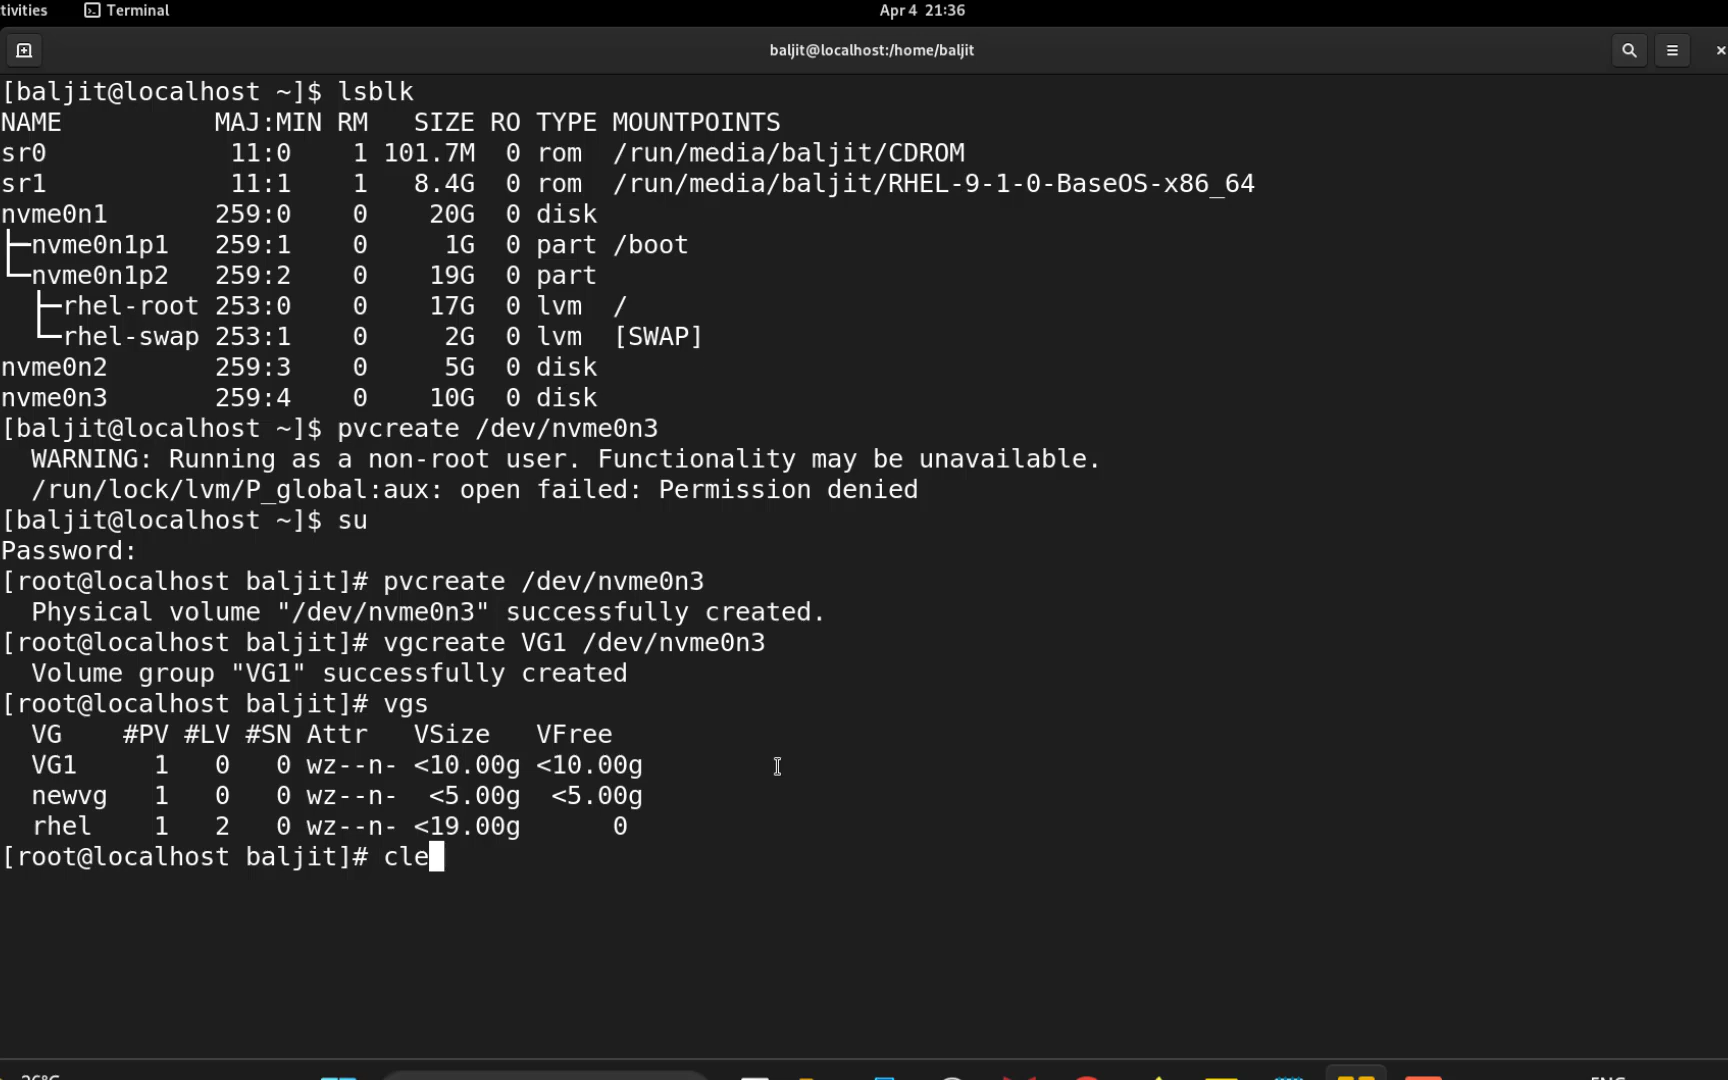 tivities Terminal Apr 4 21:36
baljit@localhost:/home/baljit
[baljit@localhost ~]$ lsblk
NAME MAJ:MIN RM SIZE RO TYPE MOUNTPOINTS
sr0 11:0 1 101.7M 0 rom /run/media/baljit/CDROM
sr1 11:1 1 8.4G 0 rom /run/media/baljit/RHEL-9-1-0-BaseOS-x86_64
nvme0n1 259:0 0 20G 0 disk
├─nvme0n1p1 259:1 0 1G 0 part /boot
└─nvme0n1p2 259:2 0 19G 0 part
├─rhel-root 253:0 0 17G 0 lvm /
└─rhel-swap 253:1 0 2G 0 lvm [SWAP]
nvme0n2 259:3 0 5G 0 disk
nvme0n3 259:4 0 10G 0 disk
[baljit@localhost ~]$ pvcreate /dev/nvme0n3
WARNING: Running as a non-root user. Functionality may be unavailable.
/run/lock/lvm/P_global:aux: open failed: Permission denied
[baljit@localhost ~]$ su
Password:
[root@localhost baljit]# pvcreate /dev/nvme0n3
Physical volume "/dev/nvme0n3" successfully created.
[root@localhost baljit]# vgcreate VG1 /dev/nvme0n3
Volume group "VG1" successfully created
[root@localhost baljit]# vgs
VG #PV #LV #SN Attr VSize VFree
VG1 1 0 0 wz--n- <10.00g <10.00g
newvg 1 0 0 wz--n- <5.00g <5.00g
rhel 1 2 0 wz--n- <19.00g 0
[root@localhost baljit]# cle